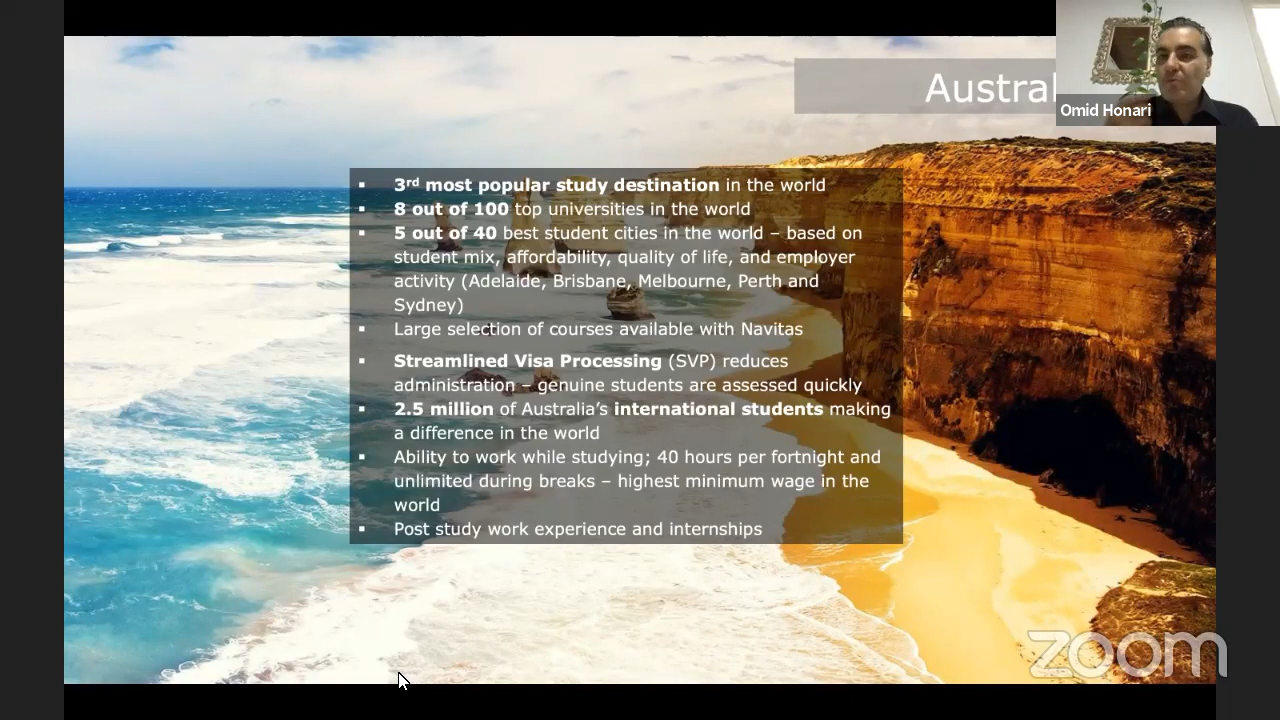 Austral
Omid Honari
▪ 3rd most popular study destination in the world
▪ 8 out of 100 top universities in the world
▪ 5 out of 40 best student cities in the world – based on
student mix, affordability, quality of life, and employer
activity (Adelaide, Brisbane, Melbourne, Perth and
Sydney)
▪ Large selection of courses available with Navitas
▪ Streamlined Visa Processing (SVP) reduces
administration – genuine students are assessed quickly
▪ 2.5 million of Australia’s international students making
a difference in the world
▪ Ability to work while studying; 40 hours per fortnight and
unlimited during breaks – highest minimum wage in the
world
▪ Post study work experience and internships
zoom